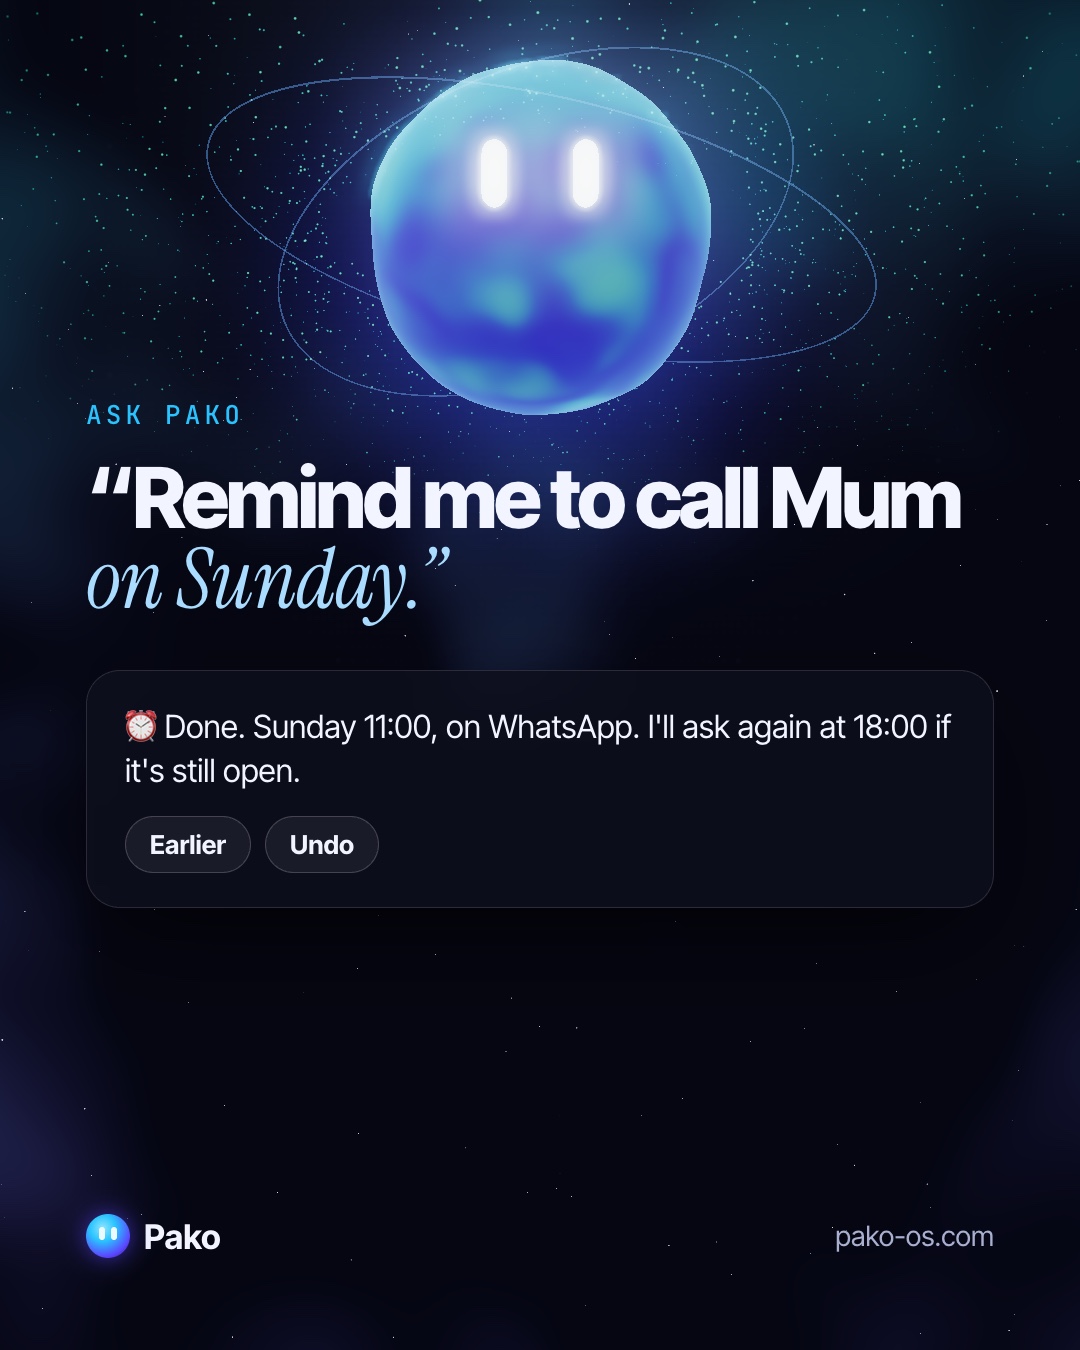 ASK PAKO
“Remind me to call Mum
on Sunday.”
⏰ Done. Sunday 11:00, on WhatsApp. I'll ask again at 18:00 if
it's still open.
Earlier
Undo
Pako
pako-os.com